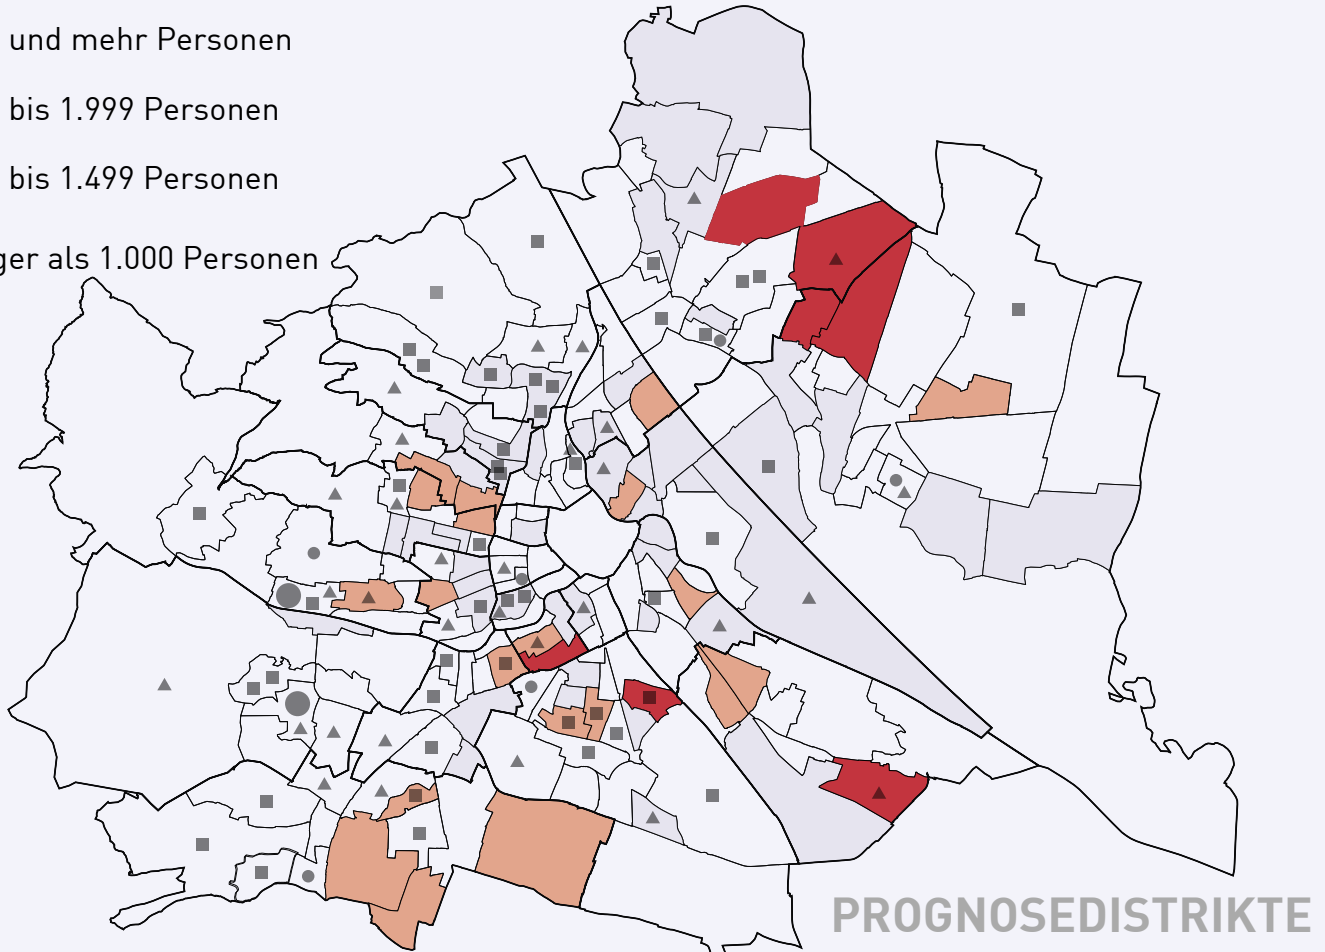 und mehr Personen
bis 1.999 Personen
bis 1.499 Personen
ger als 1.000 Personen
PROGNOSEDISTRIKTE